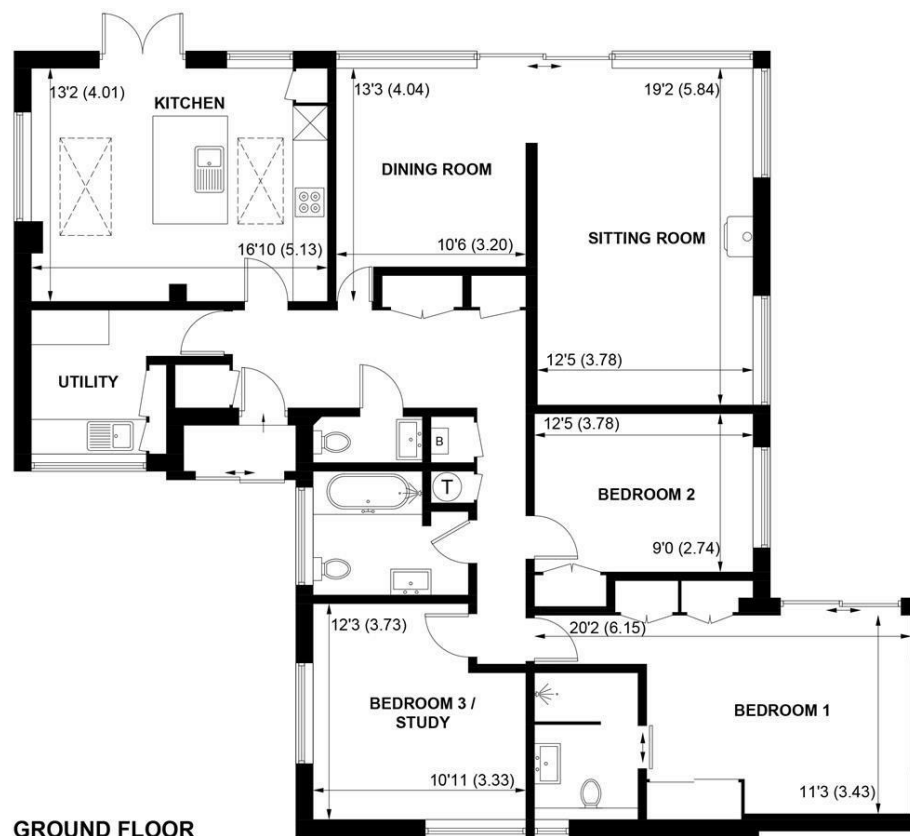 13'2 (4.01)
KITCHEN
16'10 (5.13)
13'3 (4.04)
DINING ROOM
10'6 (3.20)
19'2 (5.84)
SITTING ROOM
12'5 (3.78)
UTILITY
B
T
12'5 (3.78)
BEDROOM 2
9'0 (2.74)
12'3 (3.73)
BEDROOM 3 /
STUDY
10'11 (3.33)
20'2 (6.15)
BEDROOM 1
11'3 (3.43)
GROUND FLOOR